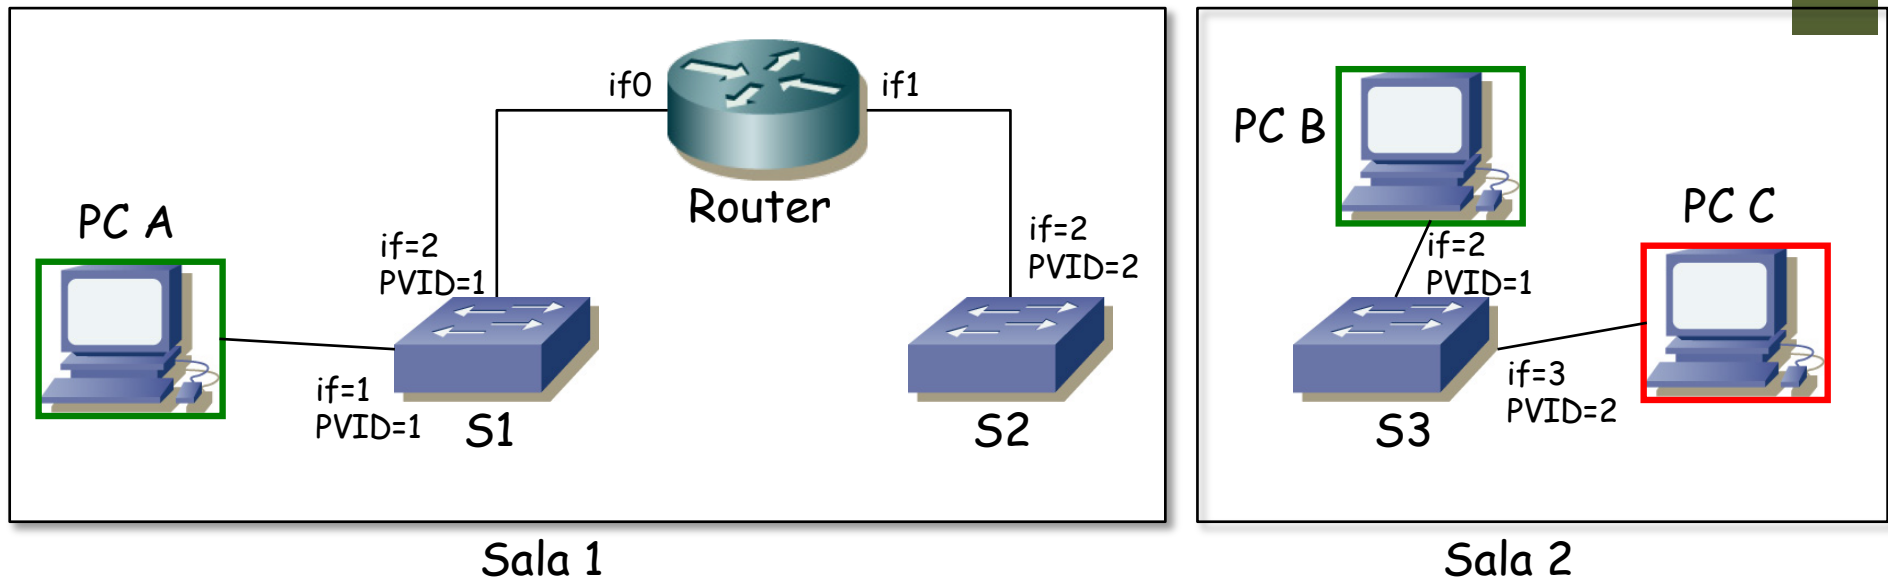 if0
if1
Router
PC A
if=2
PVID=1
if=1
PVID=1
S1
if=2
PVID=2
S2
Sala 1
PC B
if=2
PVID=1
PC C
if=3
PVID=2
S3
Sala 2